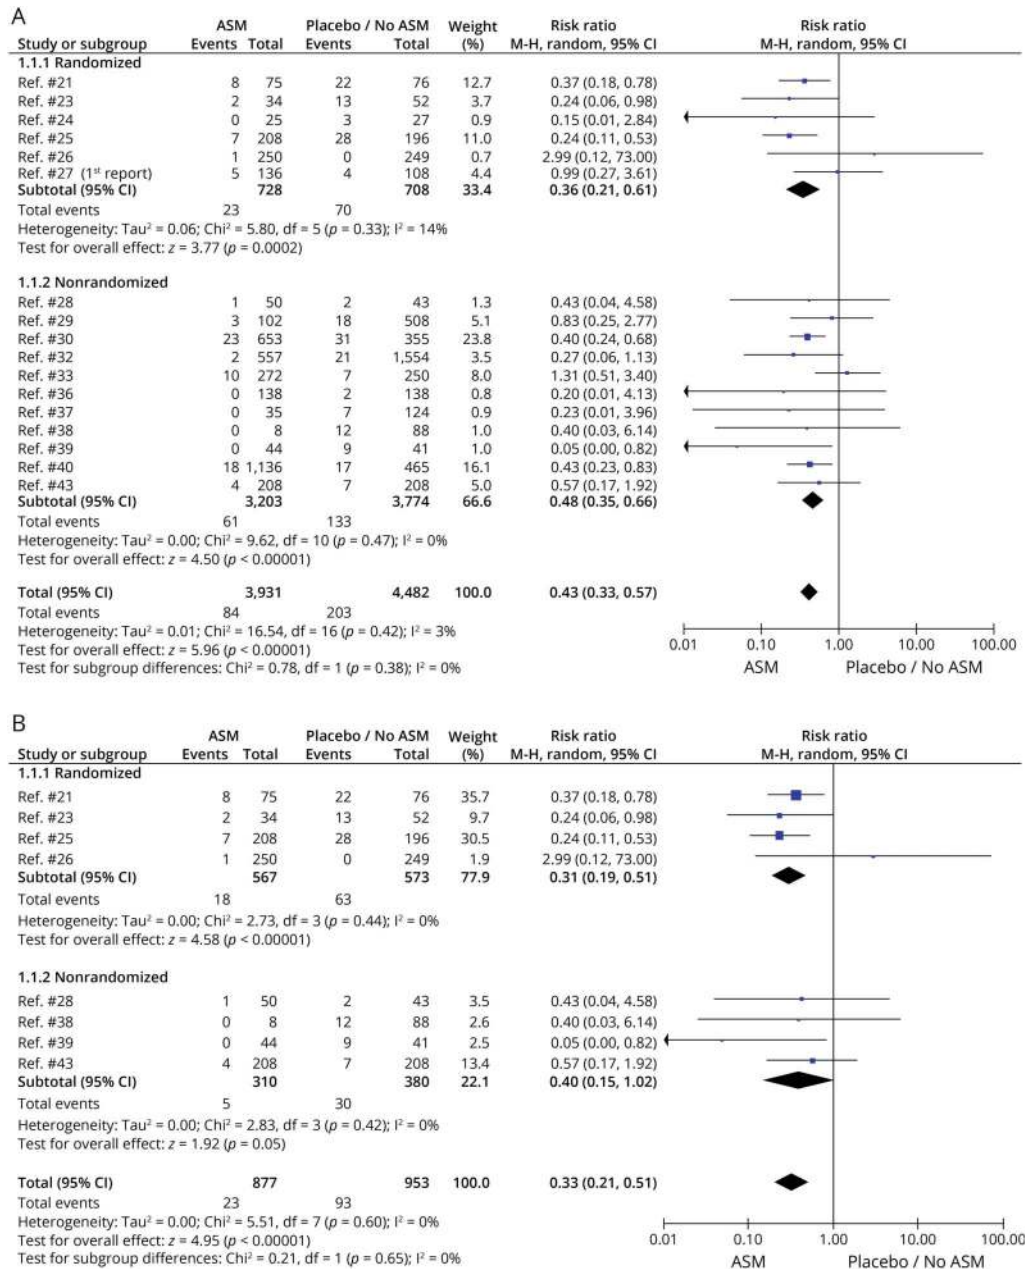 A
ASM Placebo / No ASM Weight Risk ratio Risk ratio
Study or subgroup Events Total Events Total (%) M-H, random, 95% CI M-H, random, 95% CI
1.1.1 Randomized
Ref. #21 8 75 22 76 12.7 0.37 (0.18, 0.78)
Ref. #23 2 34 13 52 3.7 0.24 (0.06, 0.98)
Ref. #24 0 25 3 27 0.9 0.15 (0.01, 2.84)
Ref. #25 7 208 28 196 11.0 0.24 (0.11, 0.53)
Ref. #26 1 250 0 249 0.7 2.99 (0.12, 73.00)
Ref. #27 (1st report) 5 136 4 108 4.4 0.99 (0.27, 3.61)
Subtotal (95% CI) 728 708 33.4 0.36 (0.21, 0.61)
Total events 23 70
Heterogeneity: Tau² = 0.06; Chi² = 5.80, df = 5 (p = 0.33); I² = 14%
Test for overall effect: z = 3.77 (p = 0.0002)
1.1.2 Nonrandomized
Ref. #28 1 50 2 43 1.3 0.43 (0.04, 4.58)
Ref. #29 3 102 18 508 5.1 0.83 (0.25, 2.77)
Ref. #30 23 653 31 355 23.8 0.40 (0.24, 0.68)
Ref. #32 2 557 21 1,554 3.5 0.27 (0.06, 1.13)
Ref. #33 10 272 7 250 8.0 1.31 (0.51, 3.40)
Ref. #36 0 138 2 138 0.8 0.20 (0.01, 4.13)
Ref. #37 0 35 7 124 0.9 0.23 (0.01, 3.96)
Ref. #38 0 8 12 88 1.0 0.40 (0.03, 6.14)
Ref. #39 0 44 9 41 1.0 0.05 (0.00, 0.82)
Ref. #40 18 1,136 17 465 16.1 0.43 (0.23, 0.83)
Ref. #43 4 208 7 208 5.0 0.57 (0.17, 1.92)
Subtotal (95% CI) 3,203 3,774 66.6 0.48 (0.35, 0.66)
Total events 61 133
Heterogeneity: Tau² = 0.00; Chi² = 9.62, df = 10 (p = 0.47); I² = 0%
Test for overall effect: z = 4.50 (p < 0.00001)
Total (95% CI) 3,931 4,482 100.0 0.43 (0.33, 0.57)
Total events 84 203
Heterogeneity: Tau² = 0.01; Chi² = 16.54, df = 16 (p = 0.42); I² = 3%
Test for overall effect: z = 5.96 (p < 0.00001)
Test for subgroup differences: Chi² = 0.78, df = 1 (p = 0.38); I² = 0%
0.01 0.10 1.00 10.00 100.00
ASM Placebo / No ASM
B
ASM Placebo / No ASM Weight Risk ratio Risk ratio
Study or subgroup Events Total Events Total (%) M-H, random, 95% CI M-H, random, 95% CI
1.1.1 Randomized
Ref. #21 8 75 22 76 35.7 0.37 (0.18, 0.78)
Ref. #23 2 34 13 52 9.7 0.24 (0.06, 0.98)
Ref. #25 7 208 28 196 30.5 0.24 (0.11, 0.53)
Ref. #26 1 250 0 249 1.9 2.99 (0.12, 73.00)
Subtotal (95% CI) 567 573 77.9 0.31 (0.19, 0.51)
Total events 18 63
Heterogeneity: Tau² = 0.00; Chi² = 2.73, df = 3 (p = 0.44); I² = 0%
Test for overall effect: z = 4.58 (p < 0.00001)
1.1.2 Nonrandomized
Ref. #28 1 50 2 43 3.5 0.43 (0.04, 4.58)
Ref. #38 0 8 12 88 2.6 0.40 (0.03, 6.14)
Ref. #39 0 44 9 41 2.5 0.05 (0.00, 0.82)
Ref. #43 4 208 7 208 13.4 0.57 (0.17, 1.92)
Subtotal (95% CI) 310 380 22.1 0.40 (0.15, 1.02)
Total events 5 30
Heterogeneity: Tau² = 0.00; Chi² = 2.83, df = 3 (p = 0.42); I² = 0%
Test for overall effect: z = 1.92 (p = 0.05)
Total (95% CI) 877 953 100.0 0.33 (0.21, 0.51)
Total events 23 93
Heterogeneity: Tau² = 0.00; Chi² = 5.51, df = 7 (p = 0.60); I² = 0%
Test for overall effect: z = 4.95 (p < 0.00001)
Test for subgroup differences: Chi² = 0.21, df = 1 (p = 0.65); I² = 0%
0.01 0.10 1.00 10.00 100.00
ASM Placebo / No ASM